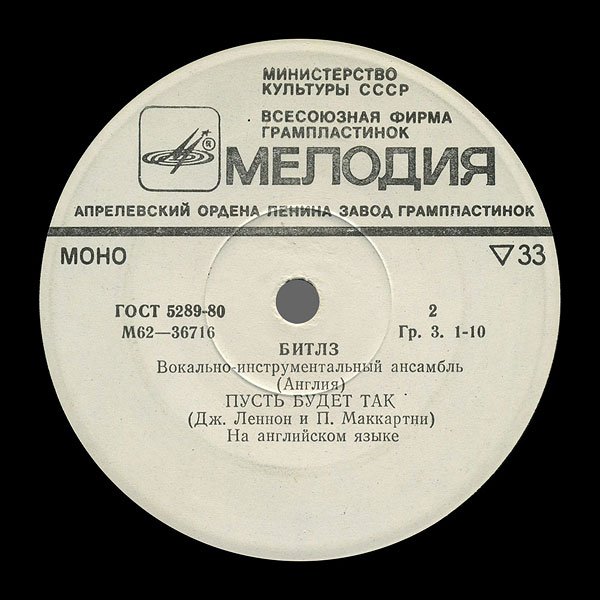 МИНИСТЕРСТВО
КУЛЬТУРЫ СССР
ВСЕСОЮЗНАЯ ФИРМА
ГРАМПЛАСТИНОК
®
МЕЛОДИЯ
АПРЕЛЕВСКИЙ ОРДЕНА ЛЕНИНА ЗАВОД ГРАМПЛАСТИНОК
МОНО ▽33
ГОСТ 5289-80 2
М62—36716 Гр. 3. 1-10
БИТЛЗ
Вокально-инструментальный ансамбль
(Англия)
ПУСТЬ БУДЕТ ТАК
(Дж. Леннон и П. Маккартни)
На английском языке